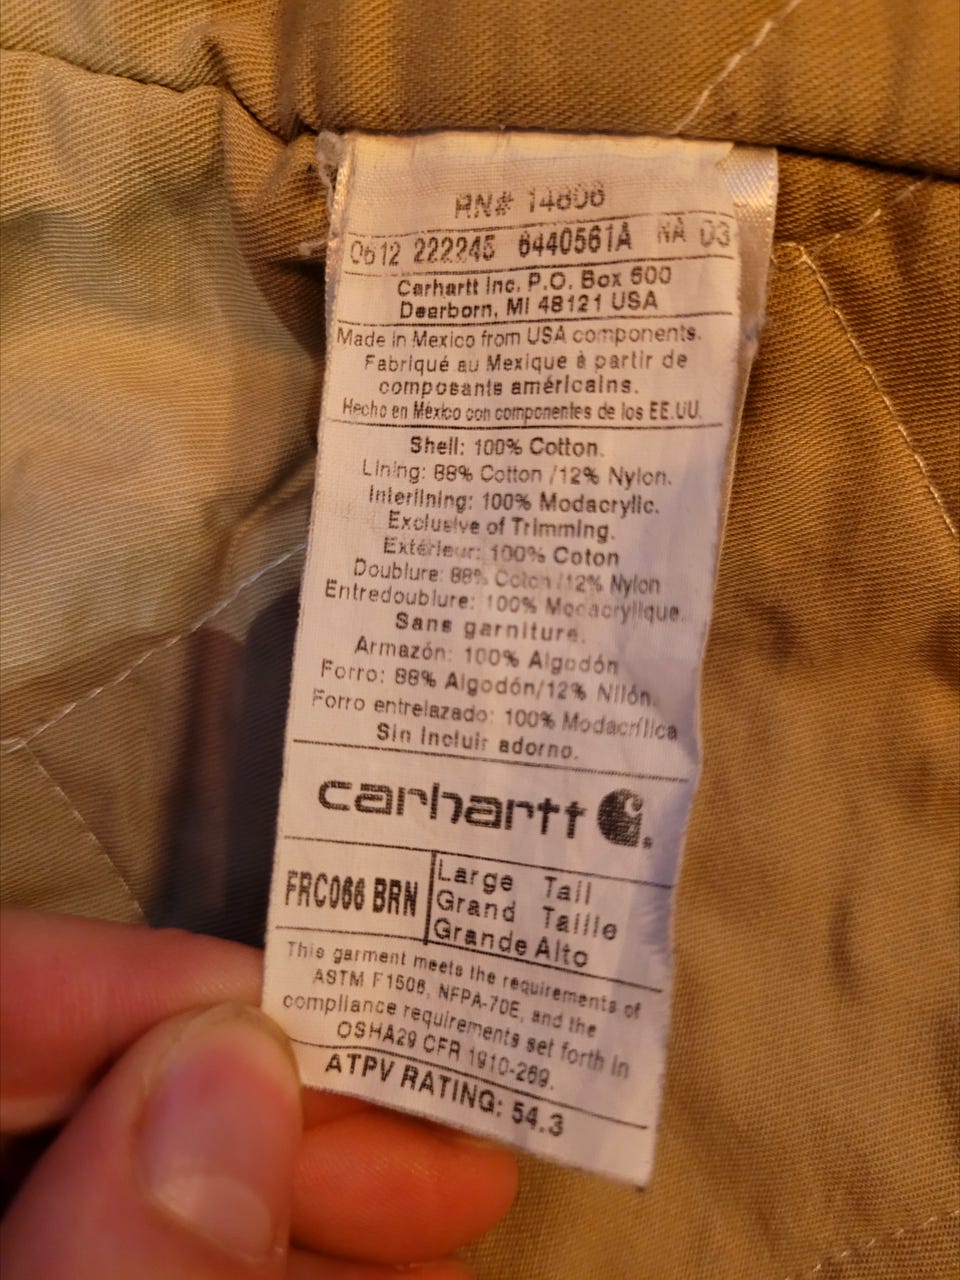 RN# 14806
0612 222245 6440561A NA 03
Carhartt Inc. P.O. Box 600
Dearborn, MI 48121 USA
Made in Mexico from USA components.
Fabriqué au Mexique à partir de
composants américains.
Hecho en México con componentes de los EE.UU.
Shell: 100% Cotton.
Lining: 88% Cotton /12% Nylon.
Interlining: 100% Modacrylic.
Exclusive of Trimming.
Extérieur: 100% Coton
Doublure: 88% Coton /12% Nylon
Entredoublure: 100% Modacryllque.
Sans garniture.
Armazón: 100% Algodón
Forro: 88% Algodón/12% Nilón.
Forro entrelazado: 100% Modacrílica
Sin Incluir adorno.
carhartt
FRC066 BRN
Large Tall
Grand Taille
Grande Alto
This garment meets the requirements of
ASTM F1506, NFPA-70E, and the
compliance requirements set forth in
OSHA29 CFR 1910-269.
ATPV RATING: 54.3